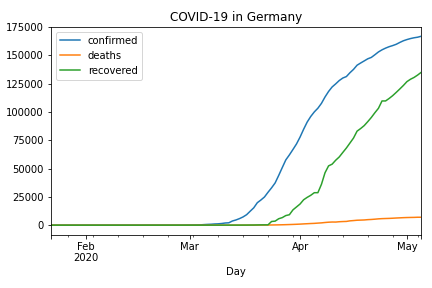 COVID-19 in Germany
175000
150000
125000
100000
75000
50000
25000
0
confirmed
deaths
recovered
Feb
2020
Mar
Apr
May
Day